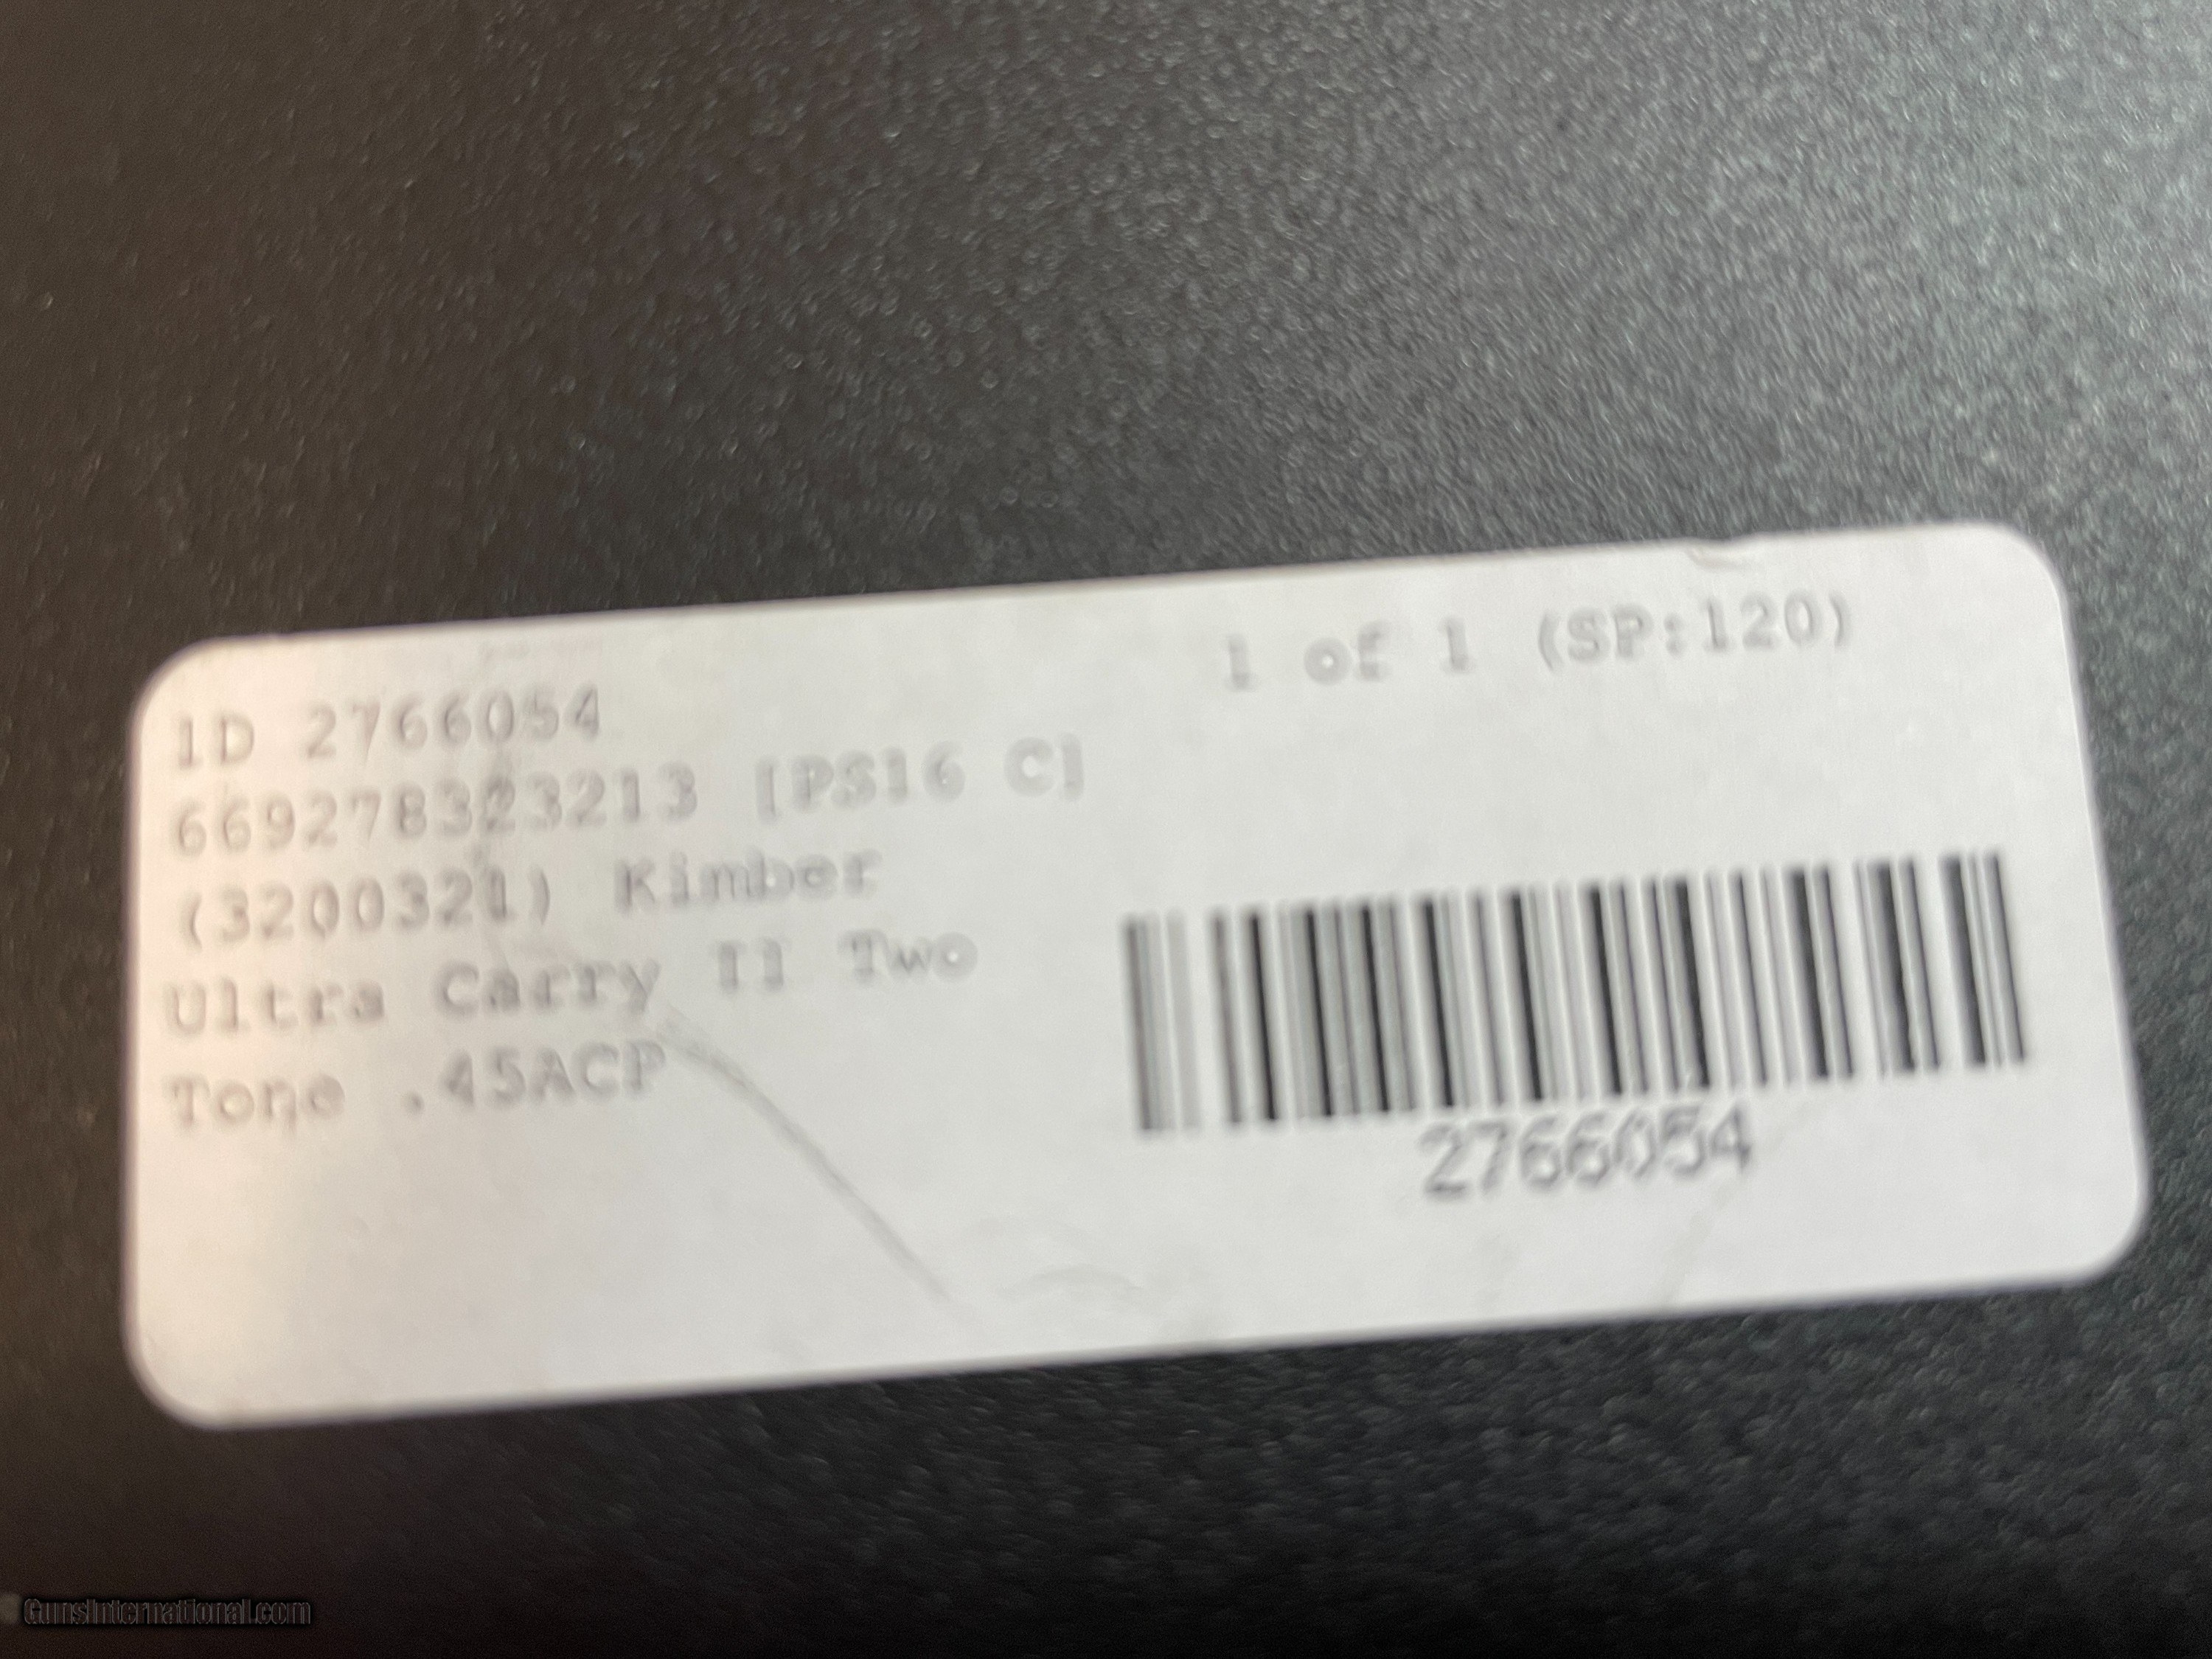 1 of 1 (SP:120)
ID 2766054
669278323213 [PS16 C]
(3200321) Kimber
Ultra Carry II Two
Tone .45ACP
2766054
GunsInternational.com